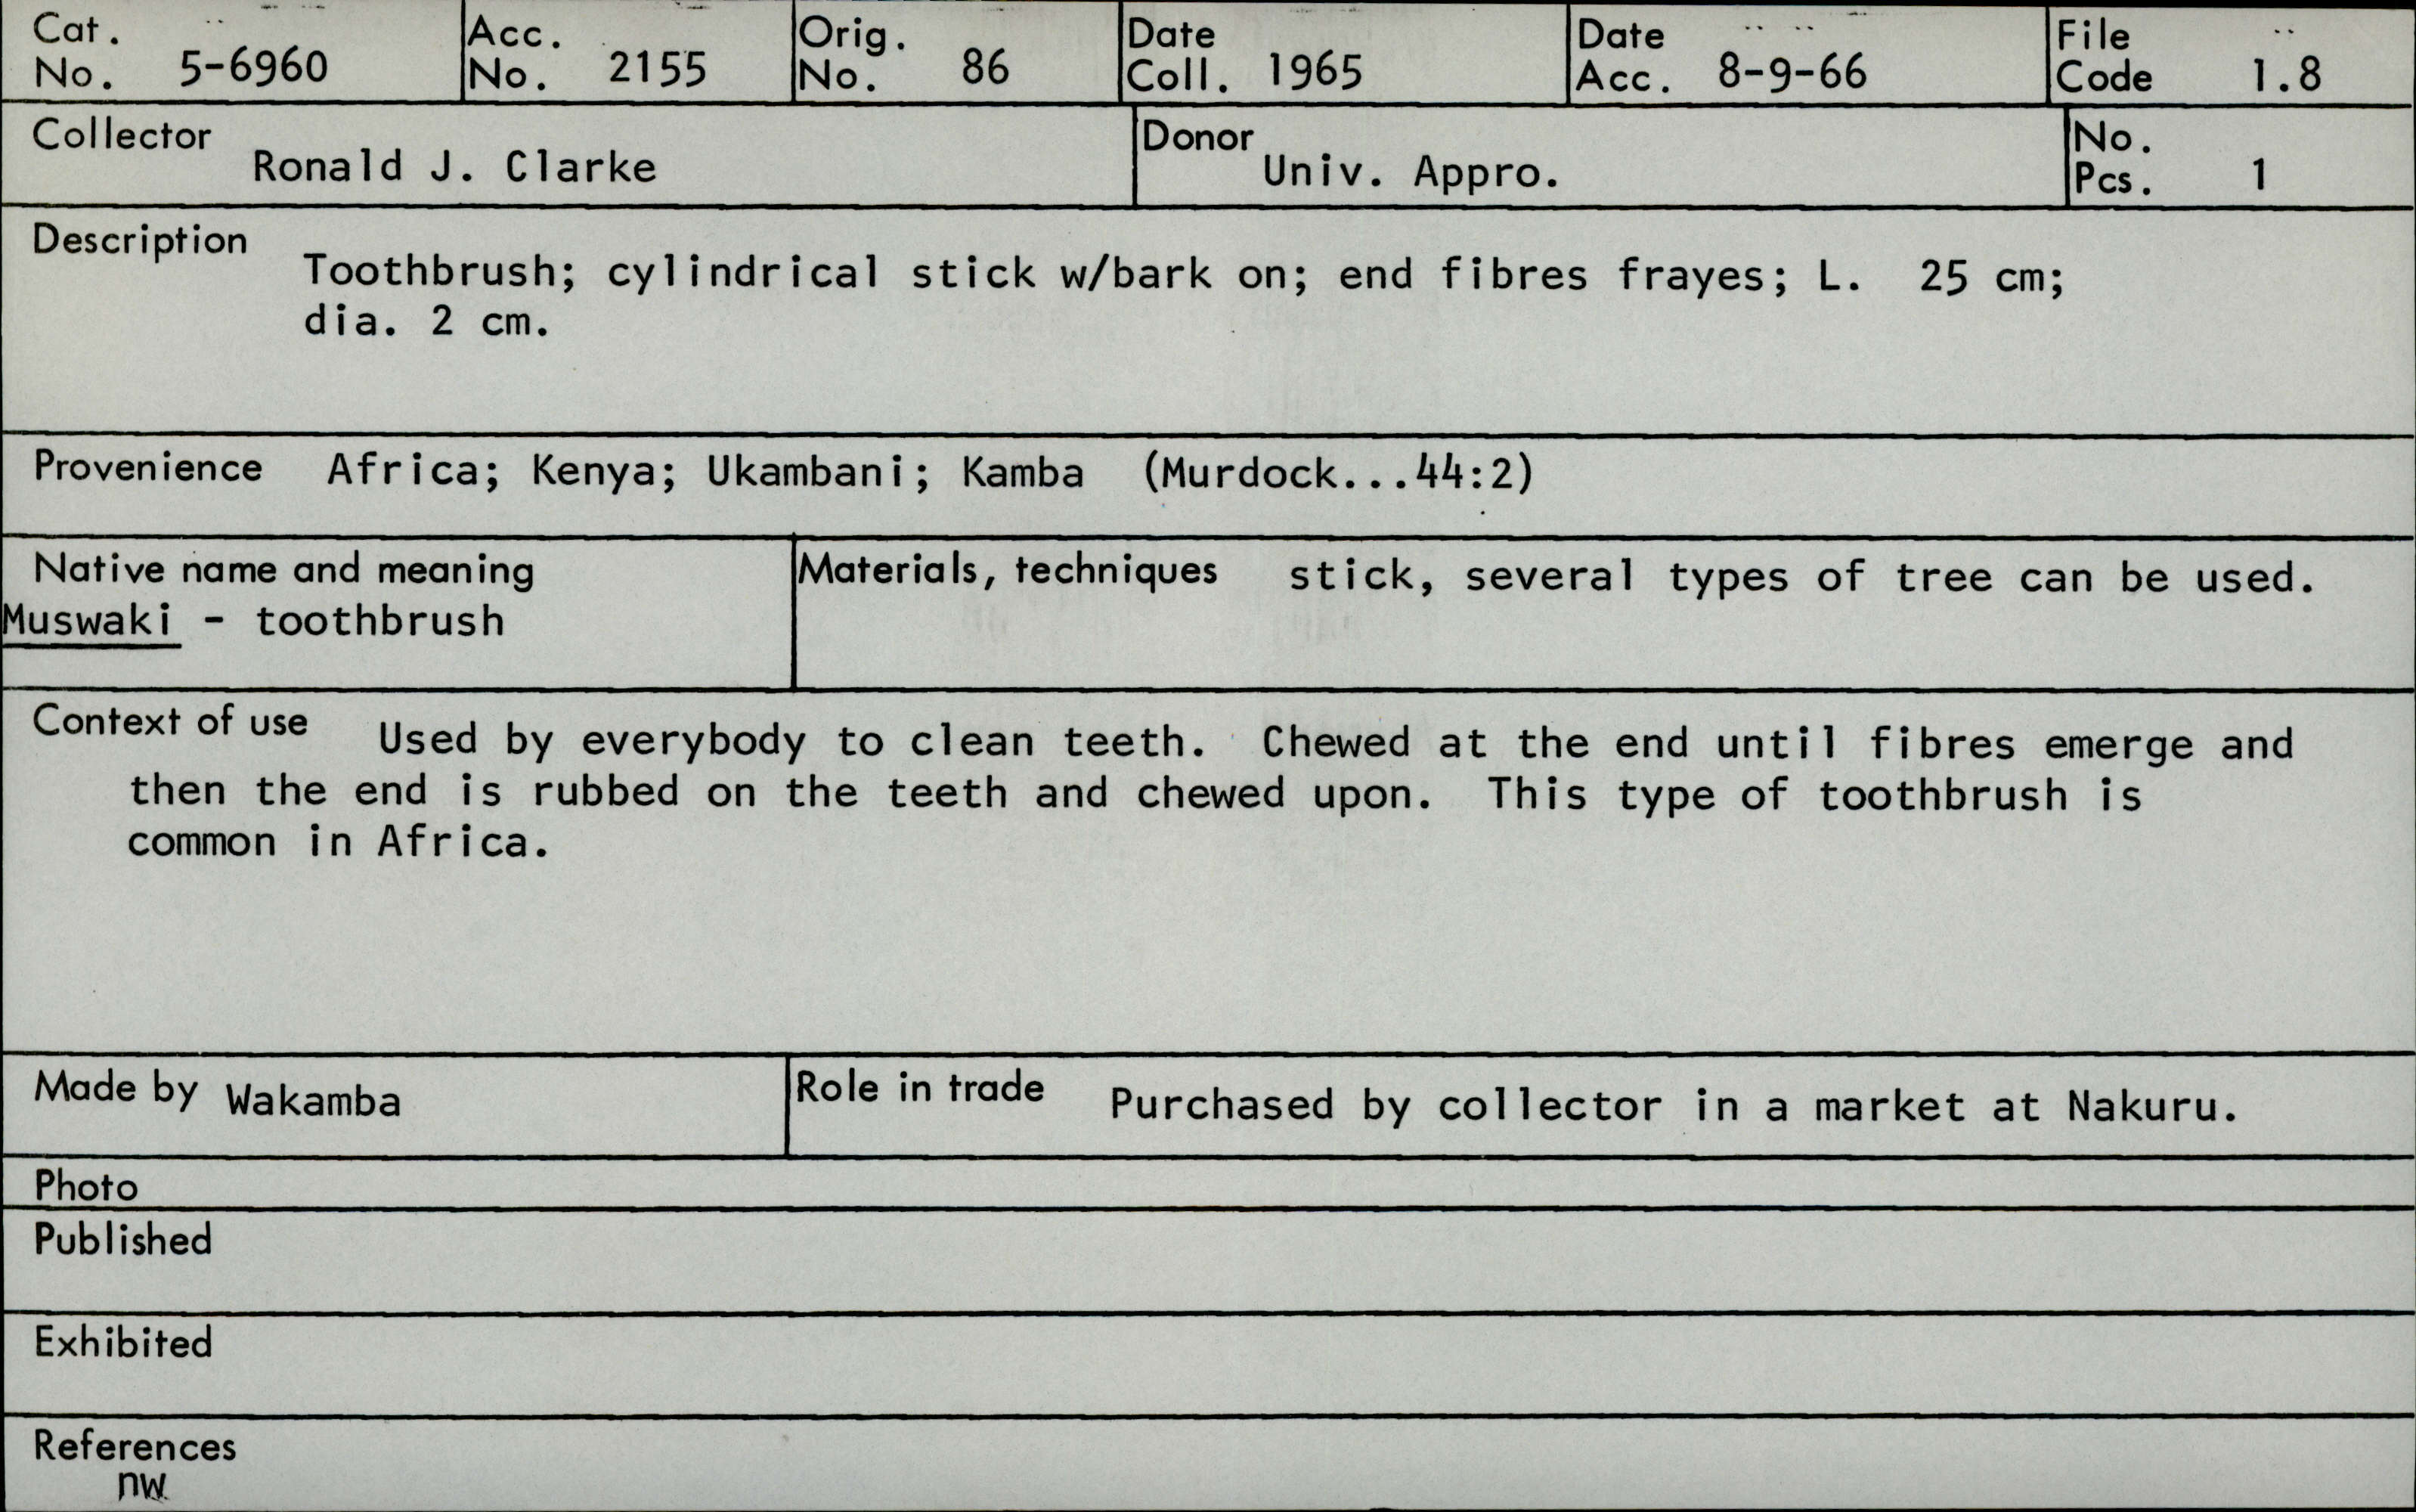 Cat. No. 5-6960
Acc. No. 2155
Orig. No. 86
Date Coll. 1965
Date Acc. 8-9-66
File Code 1.8
Collector Ronald J. Clarke
Donor Univ. Appro.
No. Pcs. 1
Description Toothbrush; cylindrical stick w/bark on; end fibres frayes; L. 25 cm;
dia. 2 cm.
Provenience Africa; Kenya; Ukambani; Kamba (Murdock...44:2)
Native name and meaning
Muswaki - toothbrush
Materials, techniques stick, several types of tree can be used.
Context of use Used by everybody to clean teeth. Chewed at the end until fibres emerge and
then the end is rubbed on the teeth and chewed upon. This type of toothbrush is
common in Africa.
Made by Wakamba
Role in trade Purchased by collector in a market at Nakuru.
Photo
Published
Exhibited
References
nw